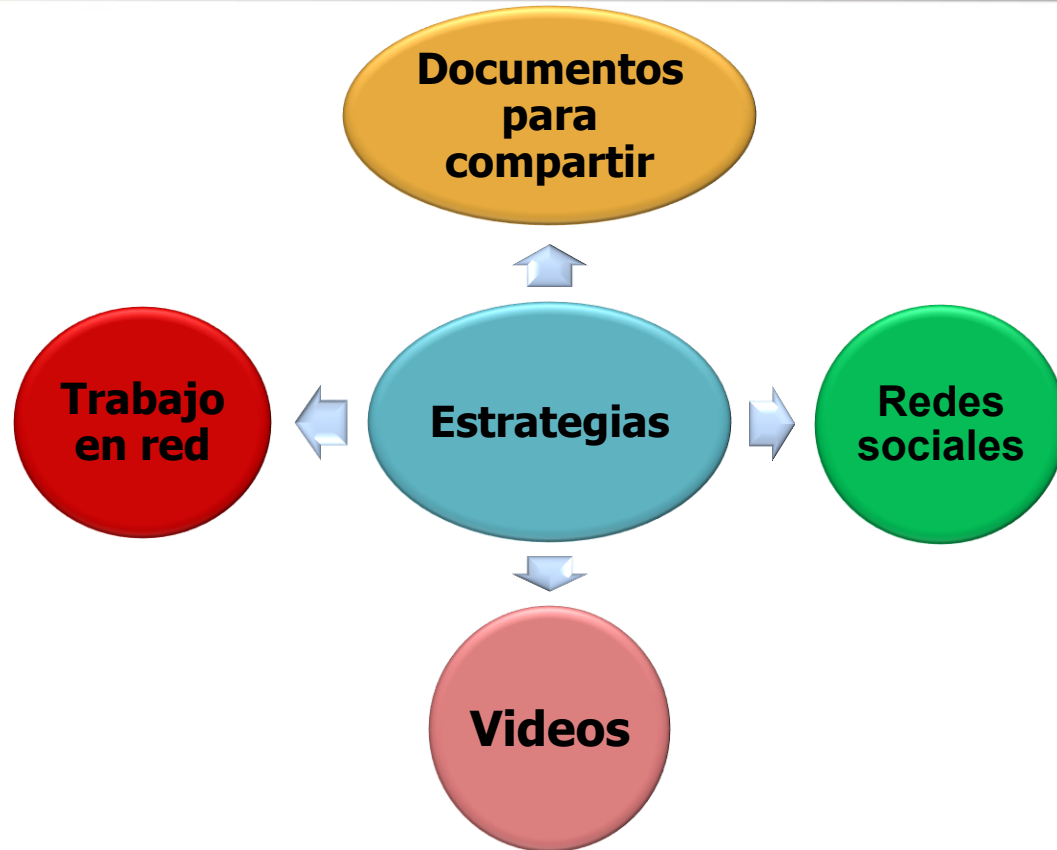 Documentos
para
compartir
Trabajo
en red
Estrategias
Redes
sociales
Videos